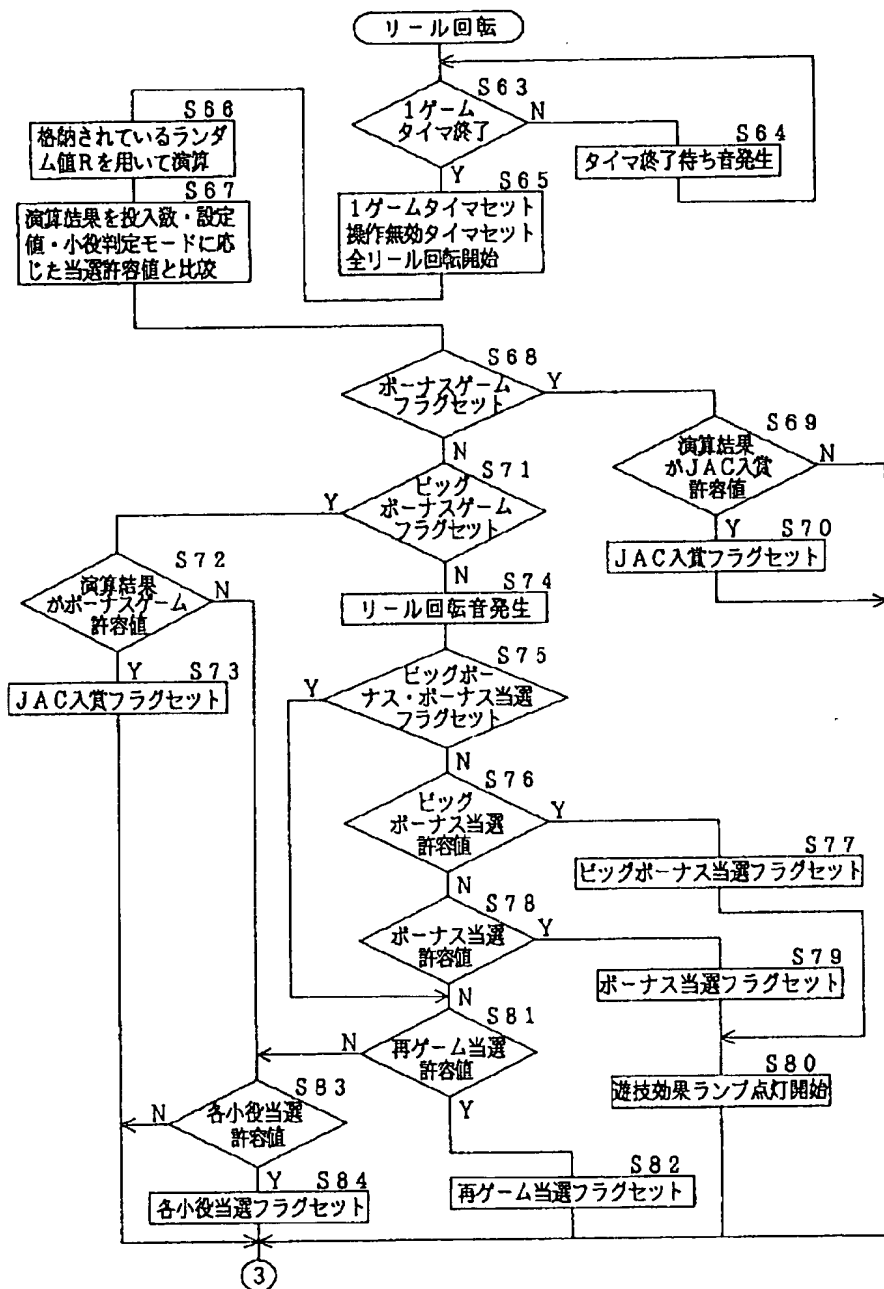 リール回転
S63
1ゲーム
タイマ終了
N
S64
タイマ終了待ち音発生
Y
S65
1ゲームタイマセット
操作無効タイマセット
全リール回転開始
S66
格納されているランダ
ム値Rを用いて演算
S67
演算結果を投入数・設定
値・小役判定モードに応
じた当選許容値と比較
S68
ボーナスゲーム
フラグセット
Y
N
S69
演算結果
がJAC入賞
許容値
N
Y
S70
JAC入賞フラグセット
S71
ビッグ
ボーナスゲーム
フラグセット
Y
N
S72
演算結果
がボーナスゲーム
許容値
N
Y
S73
JAC入賞フラグセット
S74
リール回転音発生
S75
ビッグボー
ナス・ボーナス当選
フラグセット
Y
N
S76
ビッグ
ボーナス当選
許容値
Y
N
S77
ビッグボーナス当選フラグセット
S78
ボーナス当選
許容値
Y
N
S79
ボーナス当選フラグセット
S80
遊技効果ランプ点灯開始
S81
再ゲーム当選
許容値
N
Y
S82
再ゲーム当選フラグセット
S83
各小役当選
許容値
N
Y
S84
各小役当選フラグセット
3